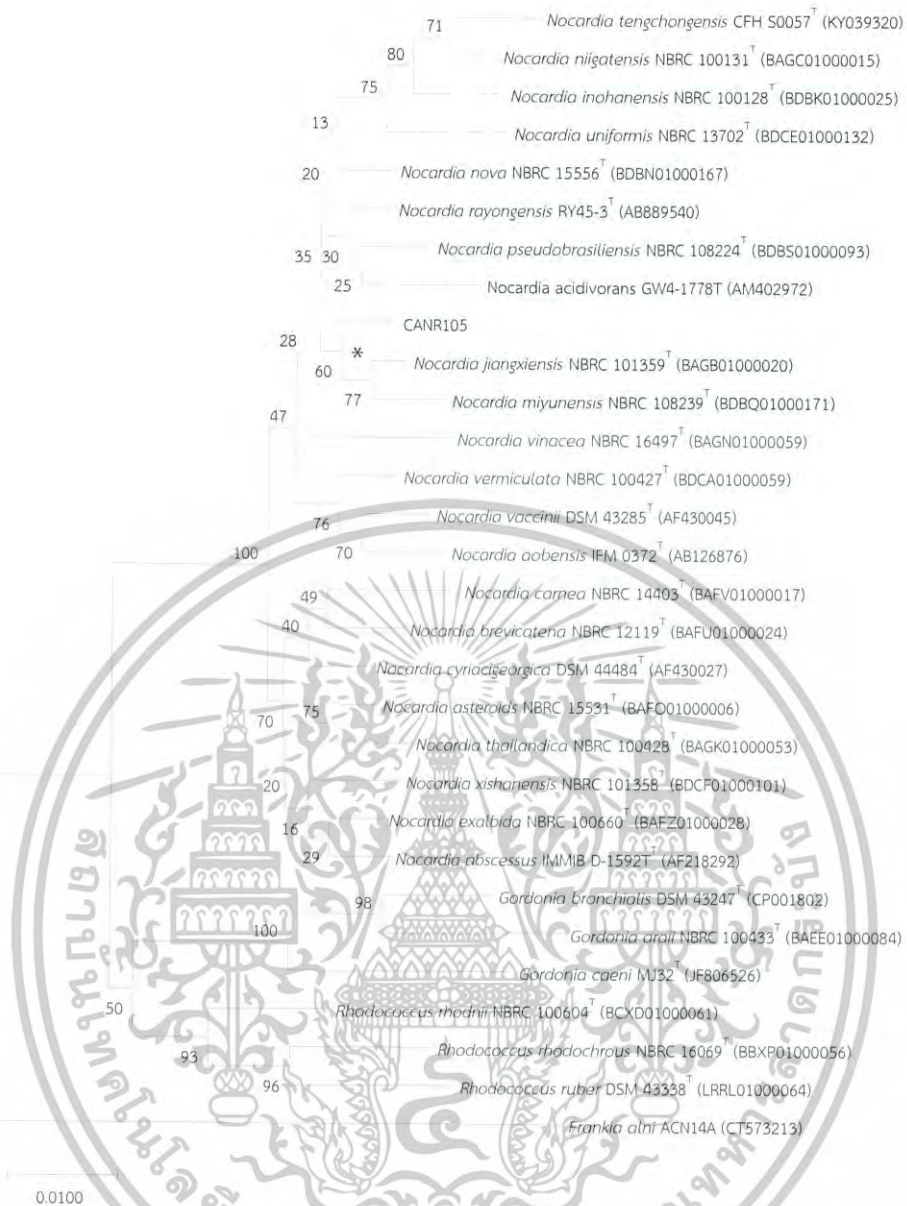 71
Nocardia tengchongensis CFH S0057ᵀ (KY039320)
80
Nocardia niigatensis NBRC 100131ᵀ (BAGC01000015)
75
Nocardia inohanensis NBRC 100128ᵀ (BDBK01000025)
13
Nocardia uniformis NBRC 13702ᵀ (BDCE01000132)
20
Nocardia nova NBRC 15556ᵀ (BDBN01000167)
Nocardia rayongensis RY45-3ᵀ (AB889540)
35 30
Nocardia pseudobrasiliensis NBRC 108224ᵀ (BDBS01000093)
25
Nocardia acidivorans GW4-1778T (AM402972)
CANR105
28
*
Nocardia jiangxiensis NBRC 101359ᵀ (BAGB01000020)
60
77
Nocardia miyunensis NBRC 108239ᵀ (BDBQ01000171)
47
Nocardia vinacea NBRC 16497ᵀ (BAGN01000059)
Nocardia vermiculata NBRC 100427ᵀ (BDCA01000059)
76
Nocardia vaccinii DSM 43285ᵀ (AF430045)
100
70
Nocardia aobensis IFM 0372ᵀ (AB126876)
49
Nocardia carnea NBRC 14403ᵀ (BAFV01000017)
40
Nocardia brevicatena NBRC 12119ᵀ (BAFU01000024)
Nocardia cyriacigeorgica DSM 44484ᵀ (AF430027)
70
75
Nocardia asteroids NBRC 15531ᵀ (BAFO01000006)
Nocardia thailandica NBRC 100428ᵀ (BAGK01000053)
20
Nocardia xishanensis NBRC 101358ᵀ (BDCF01000101)
16
Nocardia exalbida NBRC 100660ᵀ (BAFZ01000028)
29
Nocardia abscessus IMMIB D-1592Tᵀ (AF218292)
98
Gordonia bronchialis DSM 43247ᵀ (CP001802)
100
Gordonia araii NBRC 100433ᵀ (BAEE01000084)
Gordonia caeni MJ32ᵀ (JF806526)
50
Rhodococcus rhodnii NBRC 100604ᵀ (BCXD01000061)
93
Rhodococcus rhodochrous NBRC 16069ᵀ (BBXP01000056)
96
Rhodococcus ruber DSM 43338ᵀ (LRRL01000064)
Frankia alni ACN14A (CT573213)
0.0100